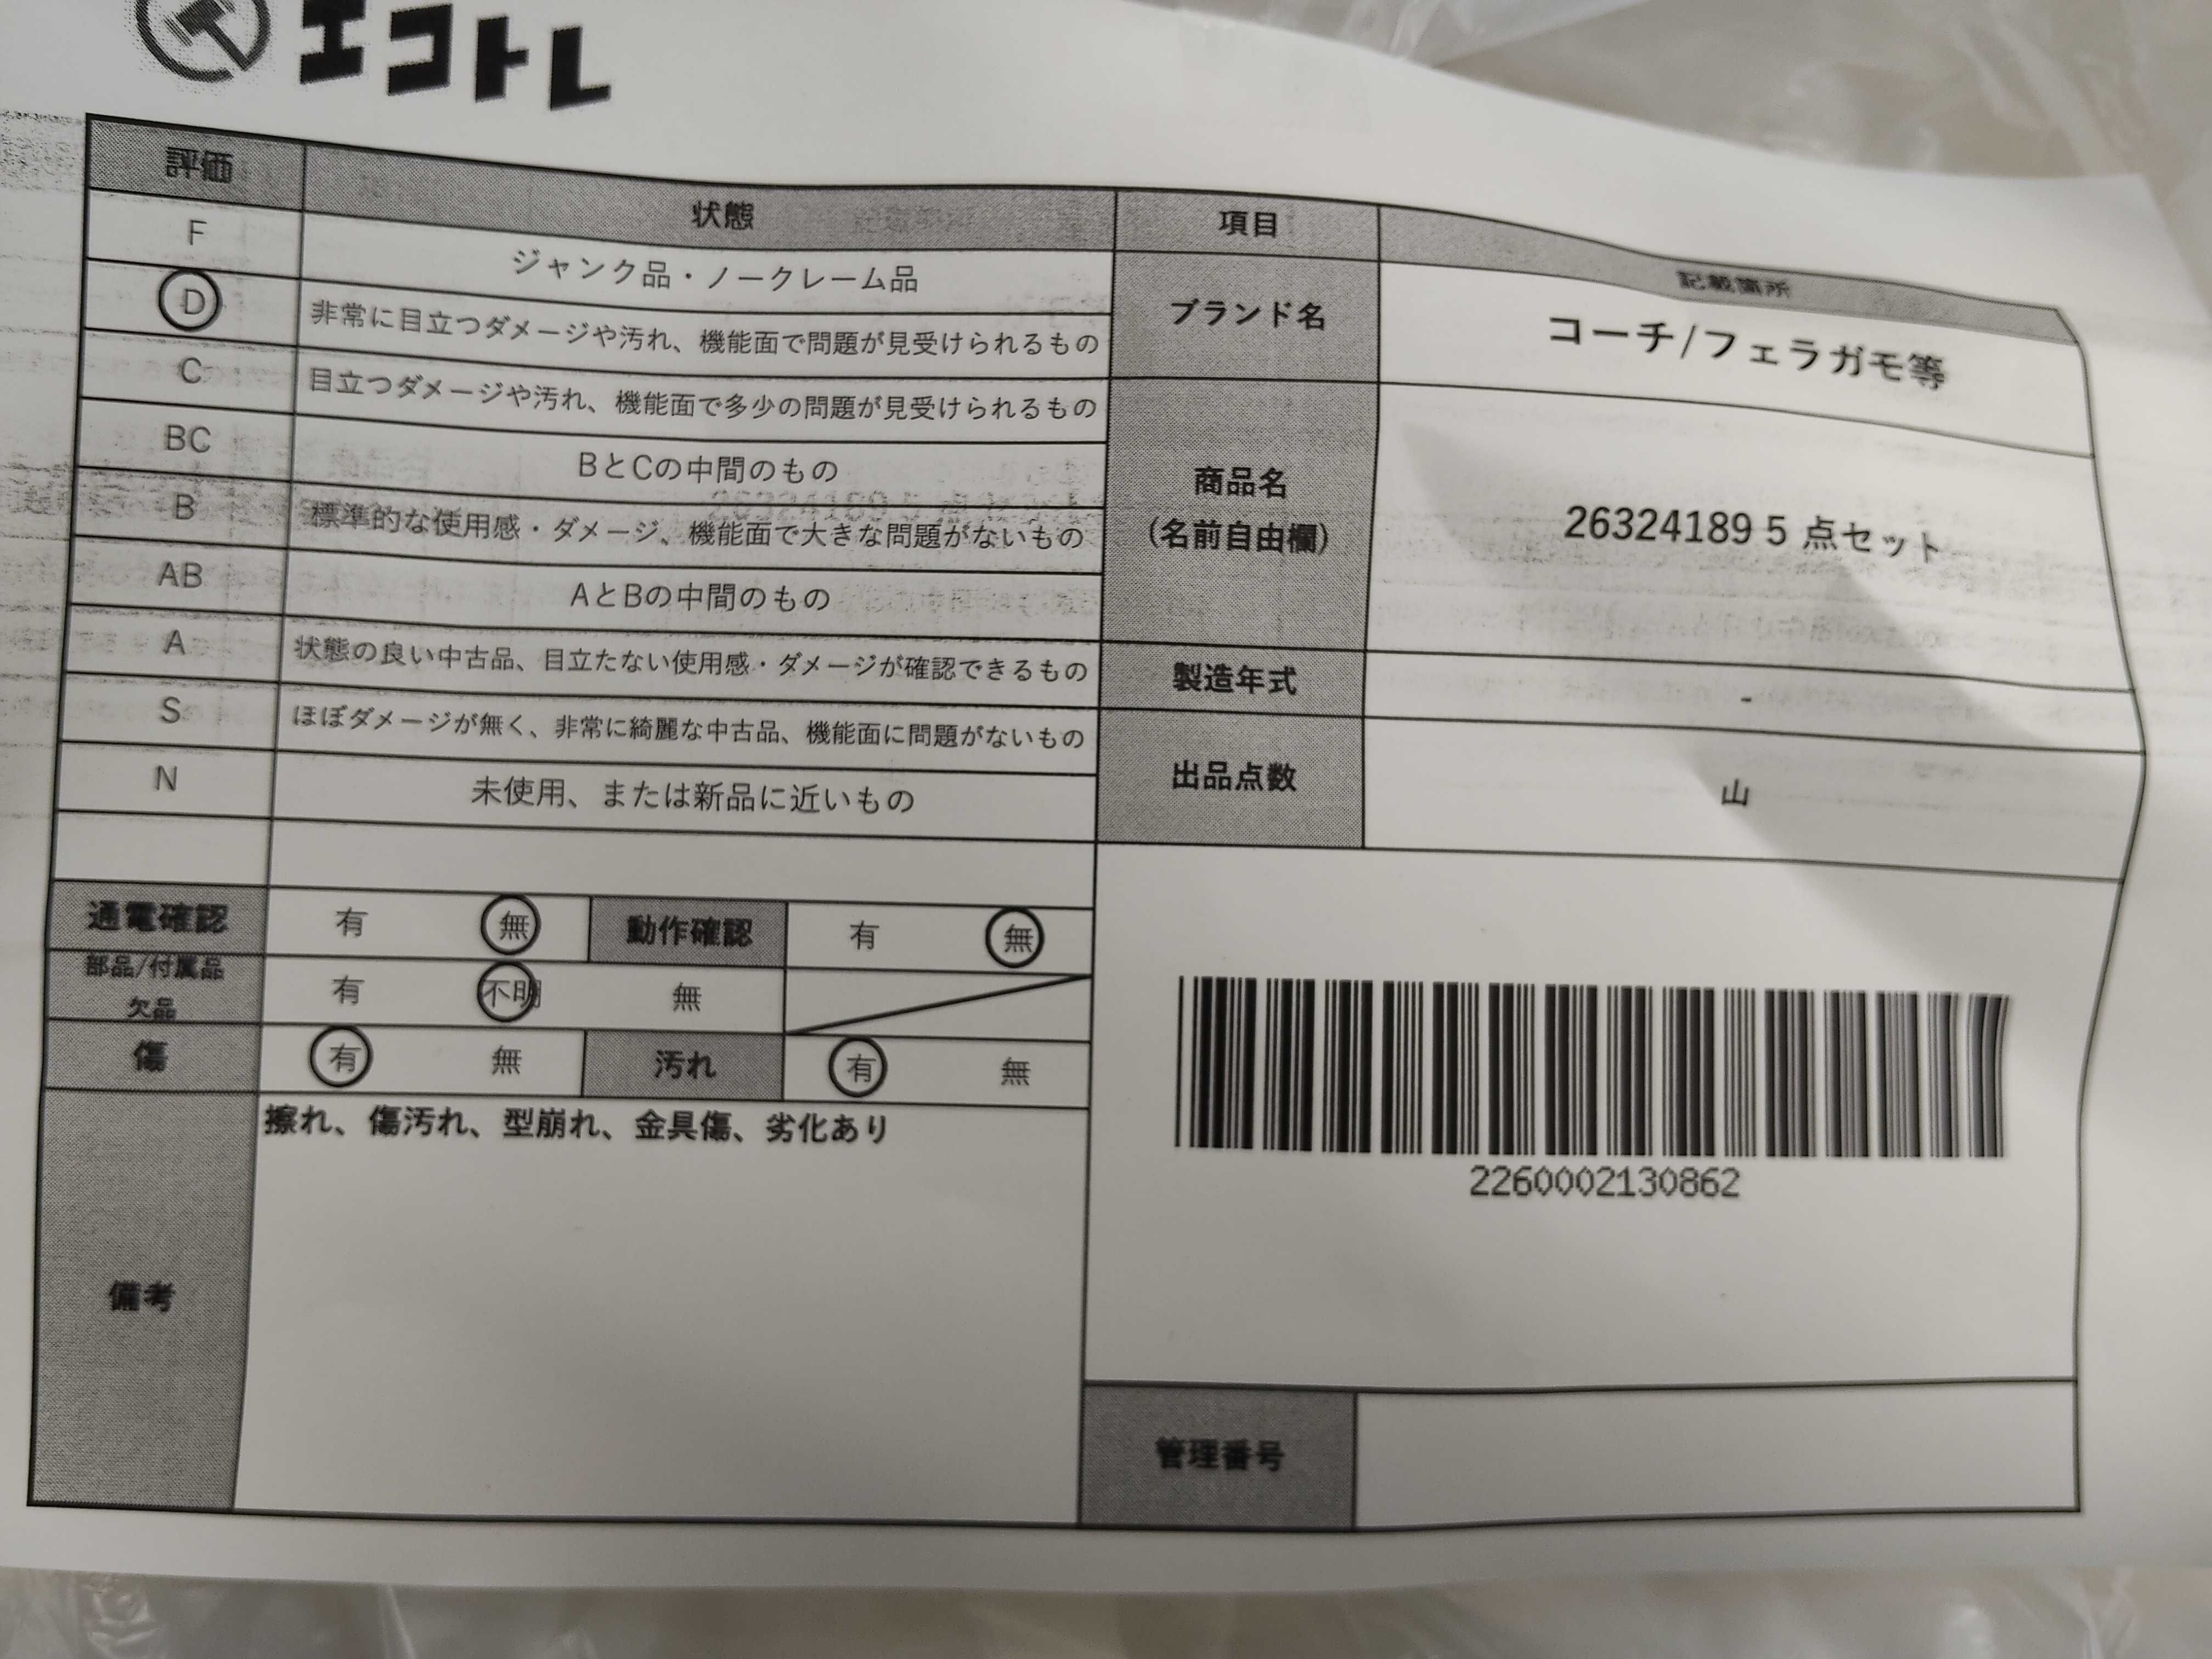 エコトレ
評価 状態 項目 記載箇所
F ジャンク品・ノークレーム品
D 非常に目立つダメージや汚れ、機能面で問題が見受けられるもの
C 目立つダメージや汚れ、機能面で多少の問題が見受けられるもの
BC BとCの中間のもの
B 標準的な使用感・ダメージ、機能面で大きな問題がないもの
AB AとBの中間のもの
A 状態の良い中古品、目立たない使用感・ダメージが確認できるもの
S ほぼダメージが無く、非常に綺麗な中古品、機能面に問題がないもの
N 未使用、または新品に近いもの
通電確認 有 無 動作確認 有 無
部品/付属品
欠品
有 不明 無
傷 有 無 汚れ 有 無
備考
擦れ、傷汚れ、型崩れ、金具傷、劣化あり
ブランド名 コーチ/フェラガモ等
商品名
(名前自由欄)
26324189 5 点セット
製造年式 -
出品点数 山
2260002130862
管理番号